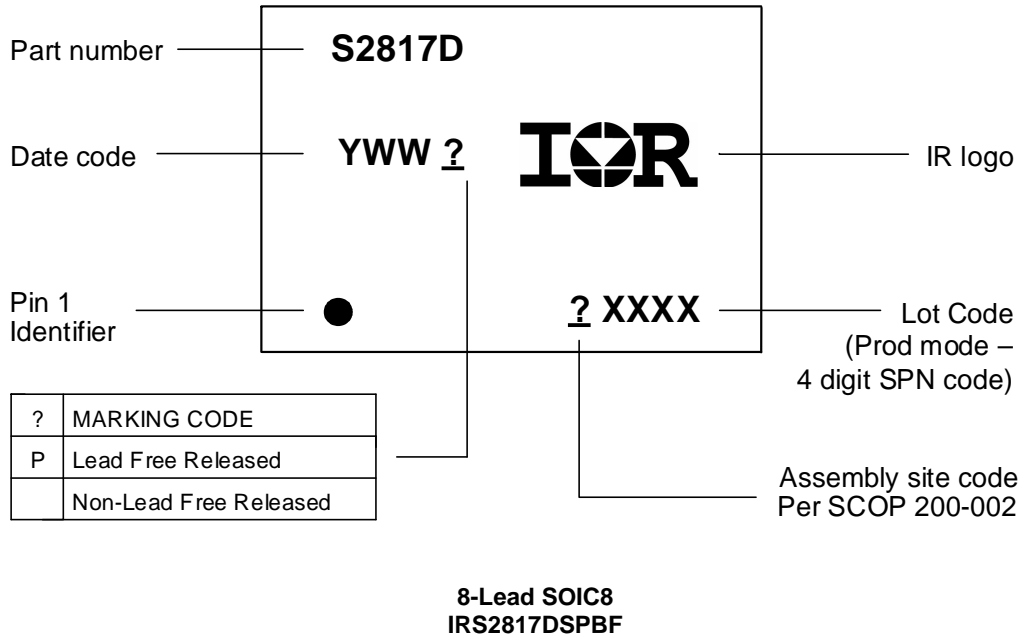 Part number
S2817D
Date code
YWW ?
IOR
IR logo
Pin 1
Identifier
? XXXX
Lot Code
(Prod mode –
4 digit SPN code)
? MARKING CODE
P Lead Free Released
Non-Lead Free Released
Assembly site code
Per SCOP 200-002
8-Lead SOIC8
IRS2817DSPBF